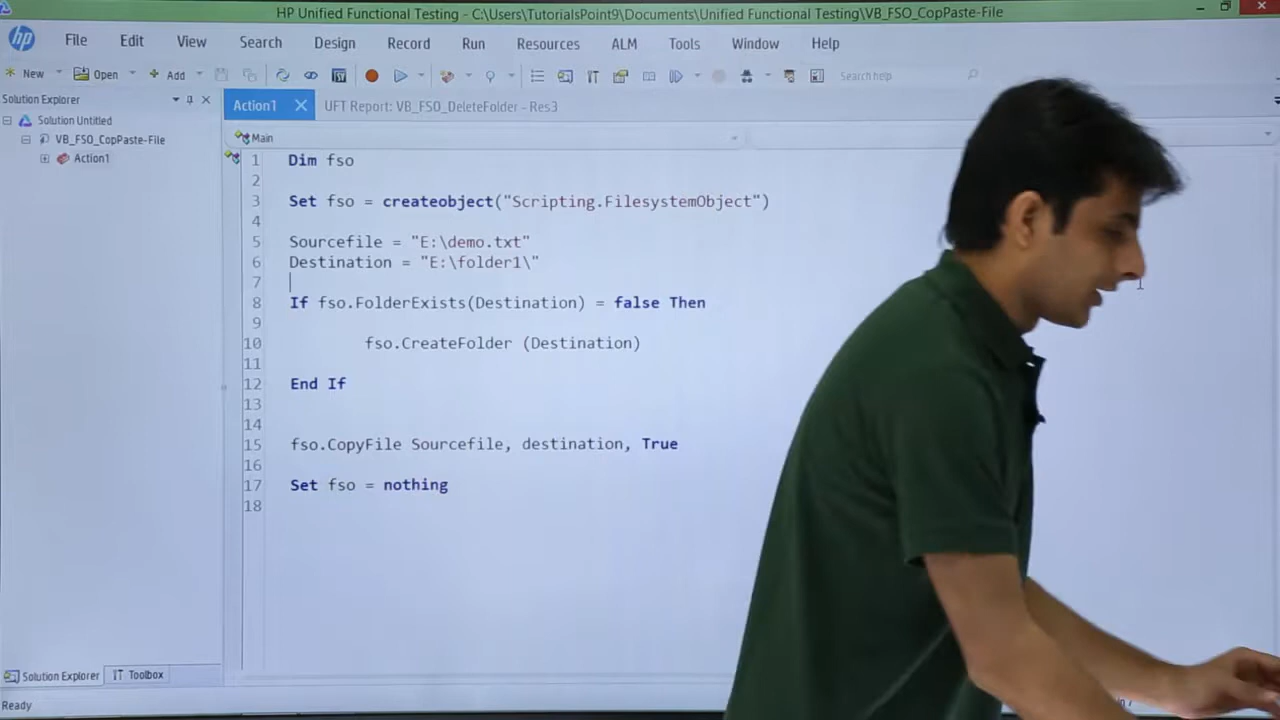 HP Unified Functional Testing - C:\Users\TutorialsPoint9\Documents\Unified Functional Testing\VB_FSO_CopPaste-File
hp File Edit View Search Design Record Run Resources ALM Tools Window Help
New Open Add Search help
Solution Explorer
Action1 UFT Report: VB_FSO_DeleteFolder - Res3
Solution Untitled
VB_FSO_CopPaste-File
Action1
Main
1 Dim fso
2
3 Set fso = createobject("Scripting.FilesystemObject")
4
5 Sourcefile = "E:\demo.txt"
6 Destination = "E:\folder1\"
7
8 If fso.FolderExists(Destination) = false Then
9
10 fso.CreateFolder (Destination)
11
12 End If
13
14
15 fso.CopyFile Sourcefile, destination, True
16
17 Set fso = nothing
18
Solution Explorer Toolbox
Ready